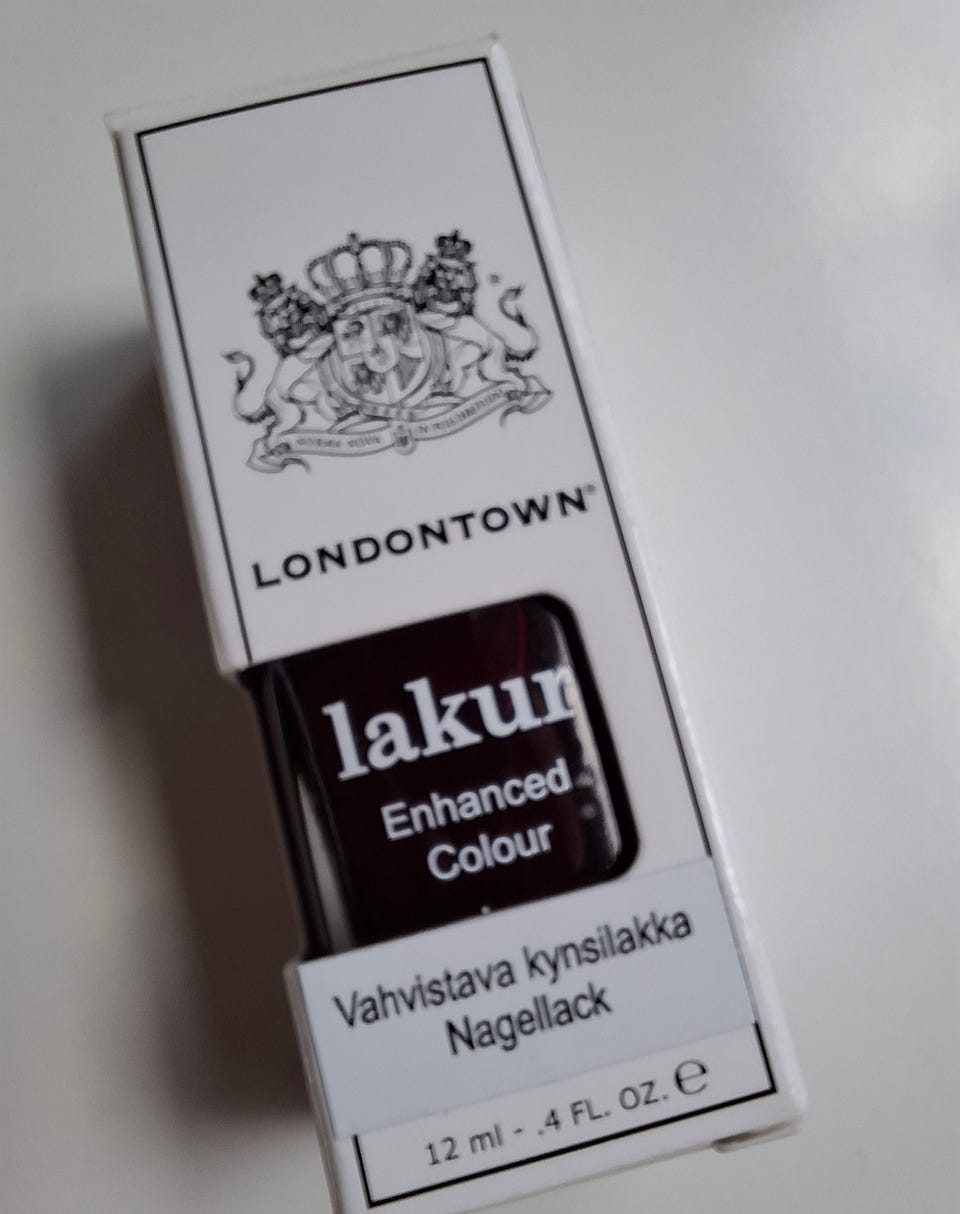 LONDONTOWN®
lakur
Enhanced
Colour
Vahvistava kynsilakka
Nagellack
12 ml - .4 FL. OZ. ℮